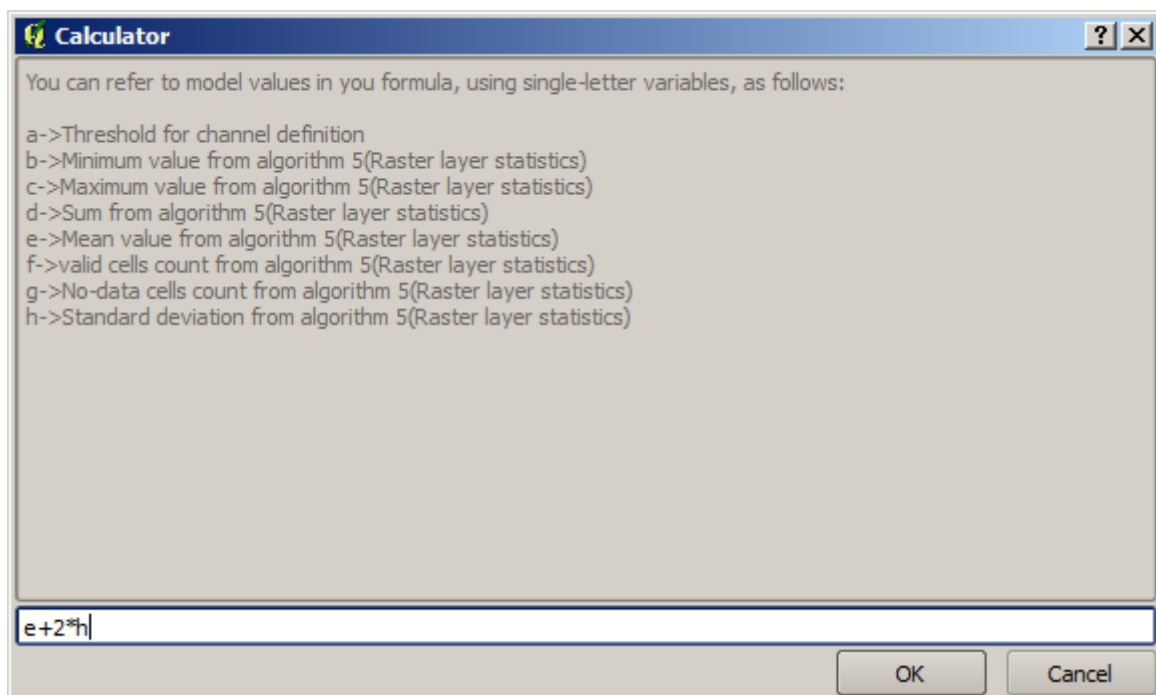 Calculator
You can refer to model values in you formula, using single-letter variables, as follows:
a->Threshold for channel definition
b->Minimum value from algorithm 5(Raster layer statistics)
c->Maximum value from algorithm 5(Raster layer statistics)
d->Sum from algorithm 5(Raster layer statistics)
e->Mean value from algorithm 5(Raster layer statistics)
f->valid cells count from algorithm 5(Raster layer statistics)
g->No-data cells count from algorithm 5(Raster layer statistics)
h->Standard deviation from algorithm 5(Raster layer statistics)
e+2*h
OK Cancel